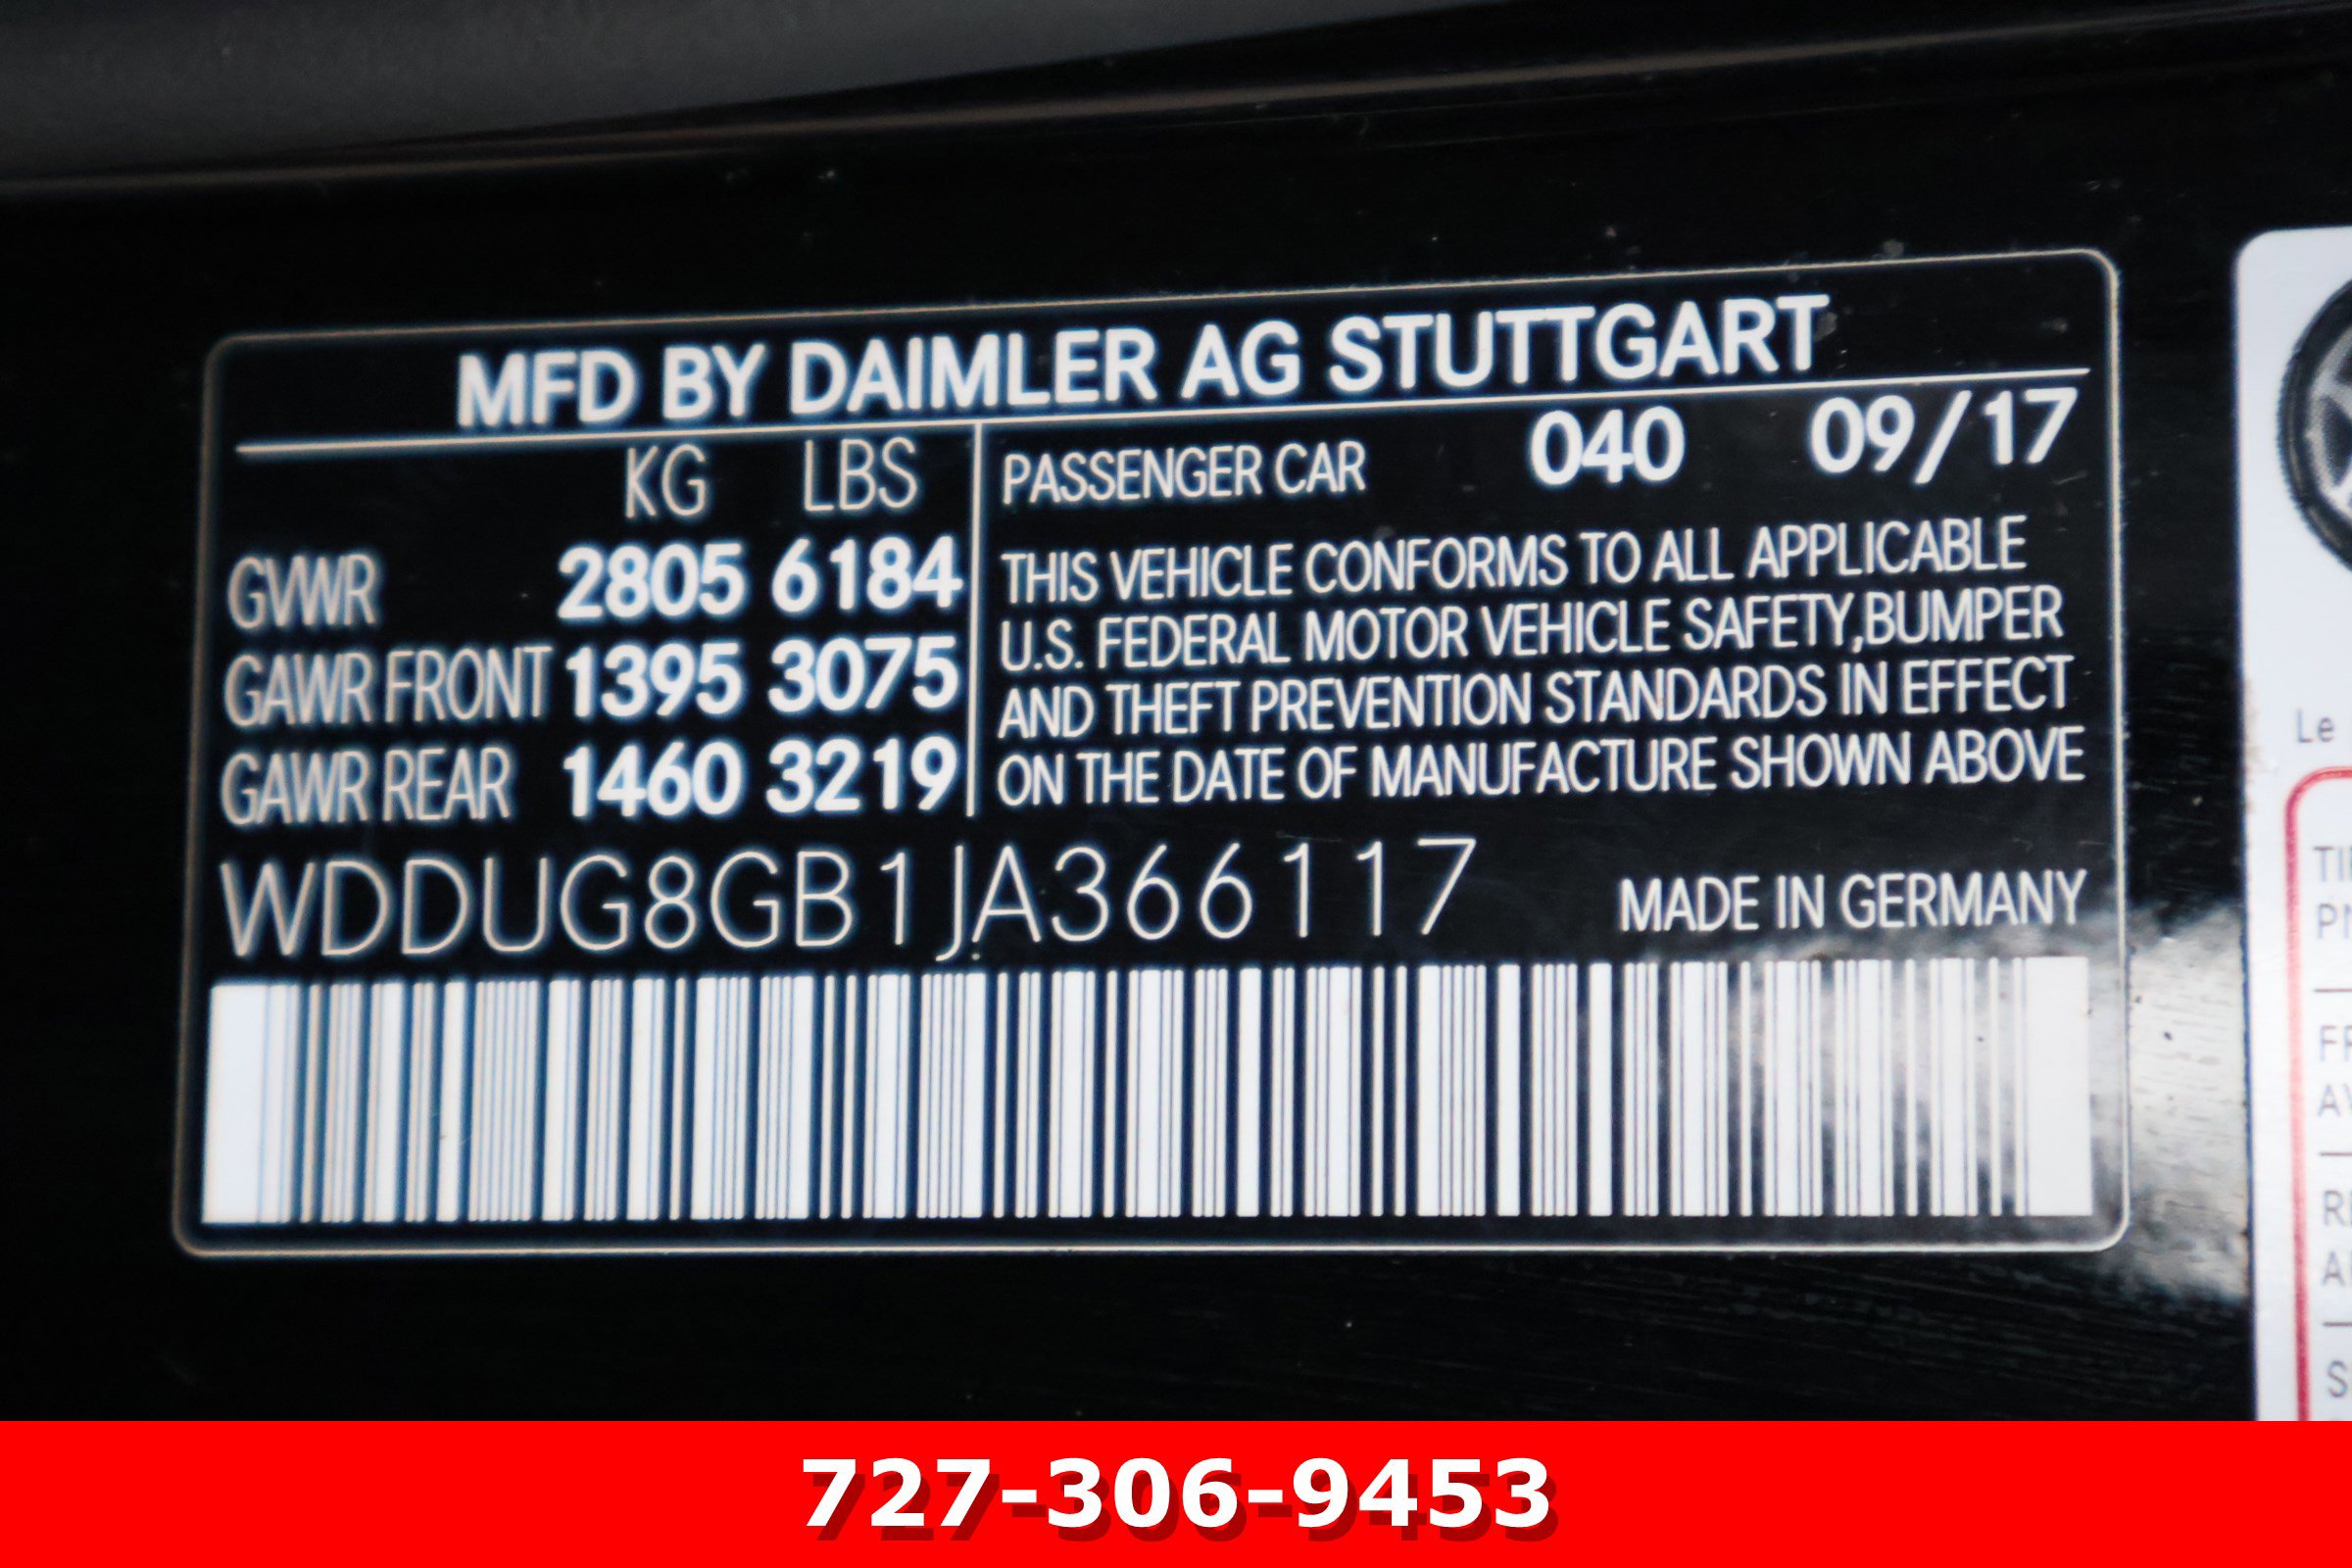 MFD BY DAIMLER AG STUTTGART
KG LBS
GVWR 2805 6184
GAWR FRONT 1395 3075
GAWR REAR 1460 3219
PASSENGER CAR 040 09/17
THIS VEHICLE CONFORMS TO ALL APPLICABLE
U.S. FEDERAL MOTOR VEHICLE SAFETY,BUMPER
AND THEFT PREVENTION STANDARDS IN EFFECT
ON THE DATE OF MANUFACTURE SHOWN ABOVE
WDDUG8GB1JA366117
MADE IN GERMANY
Le
727-306-9453